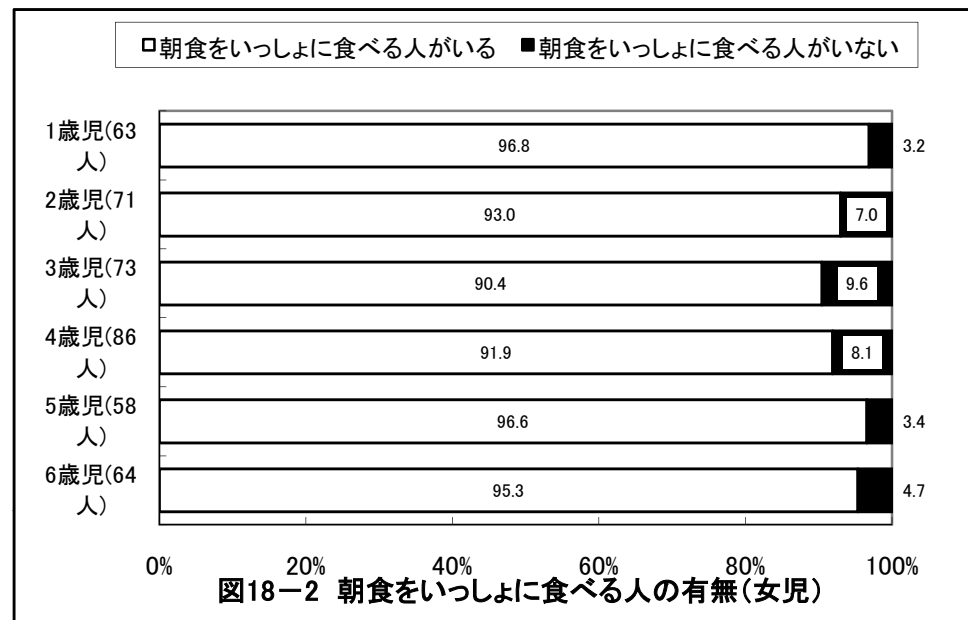 □朝食をいっしょに食べる人がいる ■朝食をいっしょに食べる人がいない
1歳児(63
人)
96.8
3.2
2歳児(71
人)
93.0
7.0
3歳児(73
人)
90.4
9.6
4歳児(86
人)
91.9
8.1
5歳児(58
人)
96.6
3.4
6歳児(64
人)
95.3
4.7
0% 20% 40% 60% 80% 100%
図18－2 朝食をいっしょに食べる人の有無(女児)